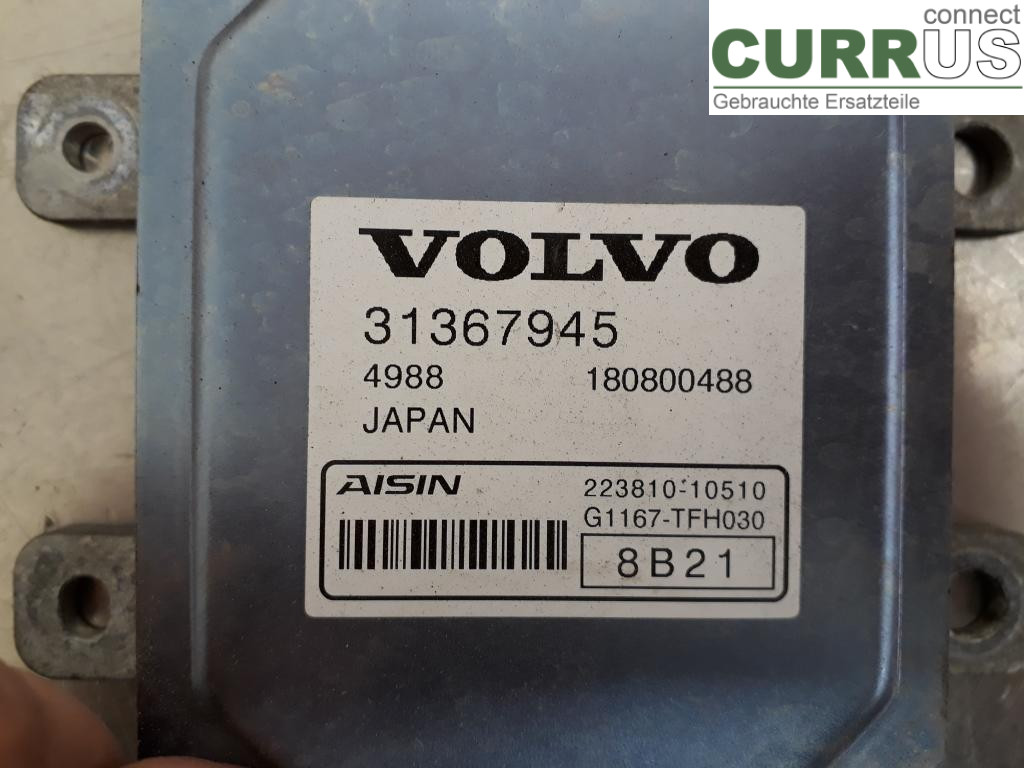 connect
CURRUS
Gebrauchte Ersatzteile
VOLVO
31367945
4988 180800488
JAPAN
AISIN 223810-10510
G1167-TFH030
8B21